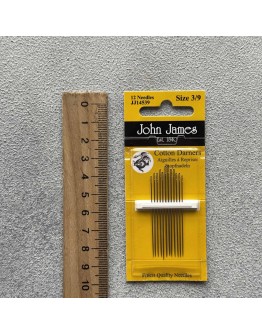 12 Needles
JJ14539
Size 3/9
John James
Est. 1840
Cotton Darners
Aiguilles à Repriser
Finest Quality Needles
0
1
2
3
4
5
6
7
8
9
10